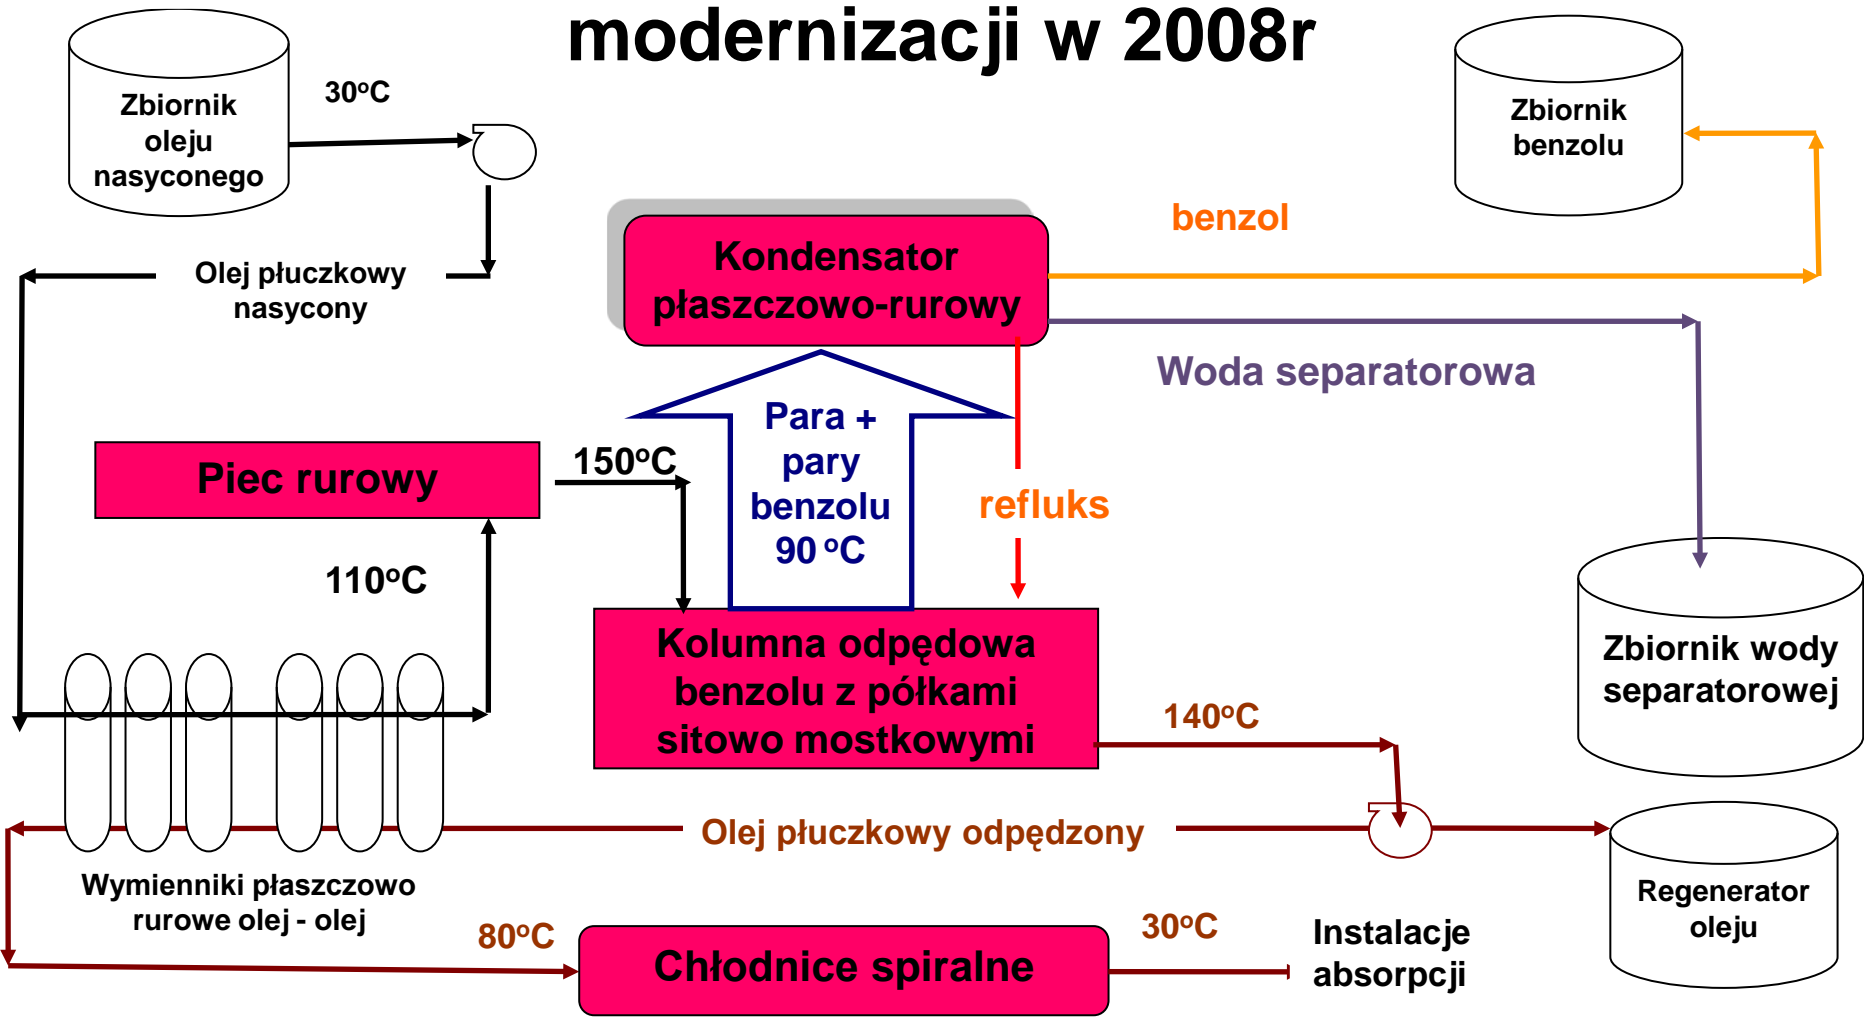 modernizacji w 2008r
Zbiornik
oleju
nasyconego
30°C
Zbiornik
benzolu
benzol
Olej płuczkowy
nasycony
Kondensator
płaszczowo-rurowy
Woda separatorowa
Para +
pary
benzolu
90 °C
refluks
Piec rurowy
150°C
110°C
Kolumna odpędowa
benzolu z półkami
sitowo mostkowymi
Zbiornik wody
separatorowej
140°C
Olej płuczkowy odpędzony
Wymienniki płaszczowo
rurowe olej - olej
Regenerator
oleju
80°C
Chłodnice spiralne
30°C
Instalacje
absorpcji